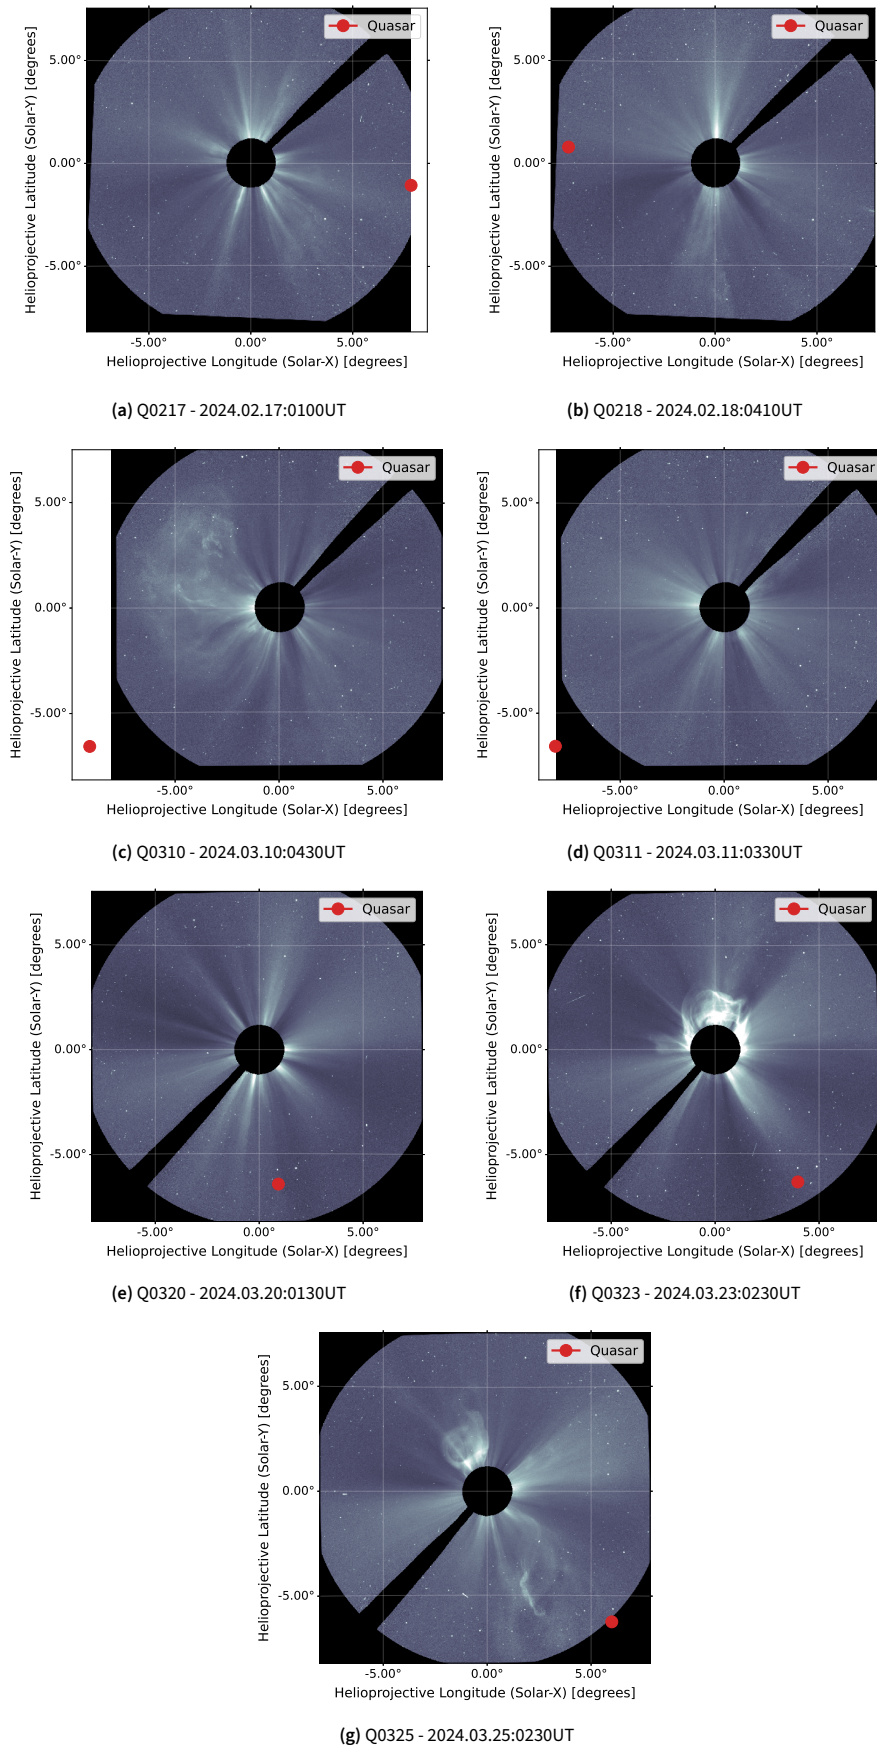 Quasar
5.00°
0.00°
-5.00°
Helioprojective Latitude (Solar-Y) [degrees]
-5.00° 0.00° 5.00°
Helioprojective Longitude (Solar-X) [degrees]
(a) Q0217 - 2024.02.17:0100UT
Quasar
5.00°
0.00°
-5.00°
Helioprojective Latitude (Solar-Y) [degrees]
-5.00° 0.00° 5.00°
Helioprojective Longitude (Solar-X) [degrees]
(b) Q0218 - 2024.02.18:0410UT
Quasar
5.00°
0.00°
-5.00°
Helioprojective Latitude (Solar-Y) [degrees]
-5.00° 0.00° 5.00°
Helioprojective Longitude (Solar-X) [degrees]
(c) Q0310 - 2024.03.10:0430UT
Quasar
5.00°
0.00°
-5.00°
Helioprojective Latitude (Solar-Y) [degrees]
-5.00° 0.00° 5.00°
Helioprojective Longitude (Solar-X) [degrees]
(d) Q0311 - 2024.03.11:0330UT
Quasar
5.00°
0.00°
-5.00°
Helioprojective Latitude (Solar-Y) [degrees]
-5.00° 0.00° 5.00°
Helioprojective Longitude (Solar-X) [degrees]
(e) Q0320 - 2024.03.20:0130UT
Quasar
5.00°
0.00°
-5.00°
Helioprojective Latitude (Solar-Y) [degrees]
-5.00° 0.00° 5.00°
Helioprojective Longitude (Solar-X) [degrees]
(f) Q0323 - 2024.03.23:0230UT
Quasar
5.00°
0.00°
-5.00°
Helioprojective Latitude (Solar-Y) [degrees]
-5.00° 0.00° 5.00°
Helioprojective Longitude (Solar-X) [degrees]
(g) Q0325 - 2024.03.25:0230UT